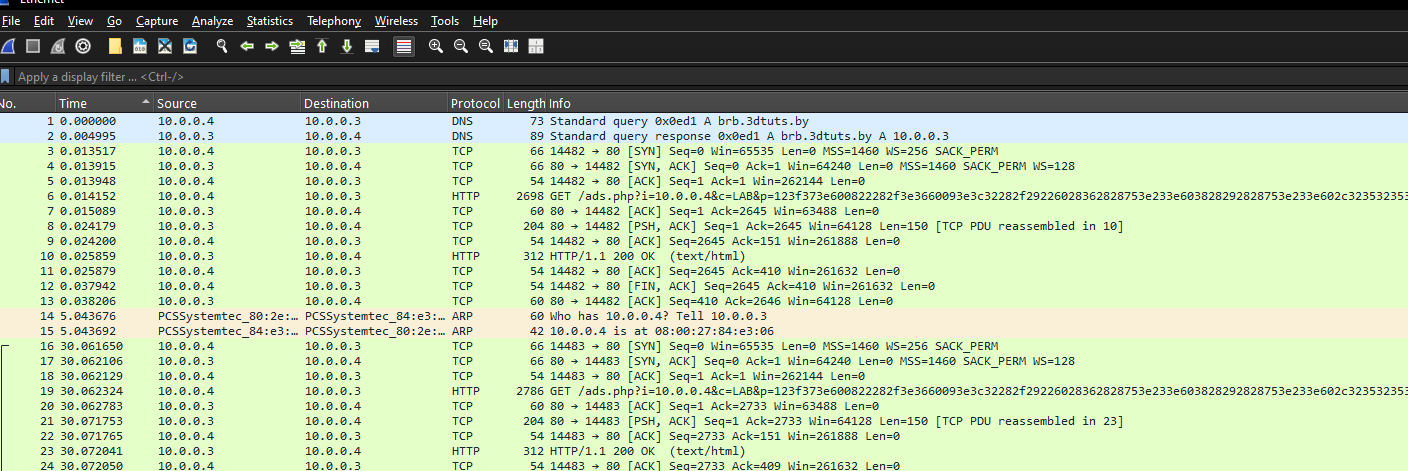 Ethernet
File Edit View Go Capture Analyze Statistics Telephony Wireless Tools Help
Apply a display filter ... <Ctrl-/>
No. Time Source Destination Protocol Length Info
1 0.000000 10.0.0.4 10.0.0.3 DNS 73 Standard query 0x0ed1 A brb.3dtuts.by
2 0.004995 10.0.0.3 10.0.0.4 DNS 89 Standard query response 0x0ed1 A brb.3dtuts.by A 10.0.0.3
3 0.013517 10.0.0.4 10.0.0.3 TCP 66 14482 → 80 [SYN] Seq=0 Win=65535 Len=0 MSS=1460 WS=256 SACK_PERM
4 0.013915 10.0.0.3 10.0.0.4 TCP 66 80 → 14482 [SYN, ACK] Seq=0 Ack=1 Win=64240 Len=0 MSS=1460 SACK_PERM WS=128
5 0.013948 10.0.0.4 10.0.0.3 TCP 54 14482 → 80 [ACK] Seq=1 Ack=1 Win=262144 Len=0
6 0.014152 10.0.0.4 10.0.0.3 HTTP 2698 GET /ads.php?i=10.0.0.4&c=LAB&p=123f373e600822282f3e3660093e3c32282f29226028362828753e233e603828292828753e233e602c323532353
7 0.015089 10.0.0.3 10.0.0.4 TCP 60 80 → 14482 [ACK] Seq=1 Ack=2645 Win=63488 Len=0
8 0.024179 10.0.0.3 10.0.0.4 TCP 204 80 → 14482 [PSH, ACK] Seq=1 Ack=2645 Win=64128 Len=150 [TCP PDU reassembled in 10]
9 0.024200 10.0.0.4 10.0.0.3 TCP 54 14482 → 80 [ACK] Seq=2645 Ack=151 Win=261888 Len=0
10 0.025859 10.0.0.3 10.0.0.4 HTTP 312 HTTP/1.1 200 OK (text/html)
11 0.025879 10.0.0.4 10.0.0.3 TCP 54 14482 → 80 [ACK] Seq=2645 Ack=410 Win=261632 Len=0
12 0.037942 10.0.0.4 10.0.0.3 TCP 54 14482 → 80 [FIN, ACK] Seq=2645 Ack=410 Win=261632 Len=0
13 0.038206 10.0.0.3 10.0.0.4 TCP 60 80 → 14482 [ACK] Seq=410 Ack=2646 Win=64128 Len=0
14 5.043676 PCSSystemtec_80:2e:… PCSSystemtec_84:e3:… ARP 60 Who has 10.0.0.4? Tell 10.0.0.3
15 5.043692 PCSSystemtec_84:e3:… PCSSystemtec_80:2e:… ARP 42 10.0.0.4 is at 08:00:27:84:e3:06
16 30.061650 10.0.0.4 10.0.0.3 TCP 66 14483 → 80 [SYN] Seq=0 Win=65535 Len=0 MSS=1460 WS=256 SACK_PERM
17 30.062106 10.0.0.3 10.0.0.4 TCP 66 80 → 14483 [SYN, ACK] Seq=0 Ack=1 Win=64240 Len=0 MSS=1460 SACK_PERM WS=128
18 30.062129 10.0.0.4 10.0.0.3 TCP 54 14483 → 80 [ACK] Seq=1 Ack=1 Win=262144 Len=0
19 30.062324 10.0.0.4 10.0.0.3 HTTP 2786 GET /ads.php?i=10.0.0.4&c=LAB&p=123f373e600822282f3e3660093e3c32282f29226028362828753e233e603828292828753e233e602c323532353
20 30.062783 10.0.0.3 10.0.0.4 TCP 60 80 → 14483 [ACK] Seq=1 Ack=2733 Win=63488 Len=0
21 30.071753 10.0.0.3 10.0.0.4 TCP 204 80 → 14483 [PSH, ACK] Seq=1 Ack=2733 Win=64128 Len=150 [TCP PDU reassembled in 23]
22 30.071765 10.0.0.4 10.0.0.3 TCP 54 14483 → 80 [ACK] Seq=2733 Ack=151 Win=261888 Len=0
23 30.072041 10.0.0.3 10.0.0.4 HTTP 312 HTTP/1.1 200 OK (text/html)
24 30.072050 10.0.0.4 10.0.0.3 TCP 54 14483 → 80 [ACK] Seq=2733 Ack=409 Win=261632 Len=0